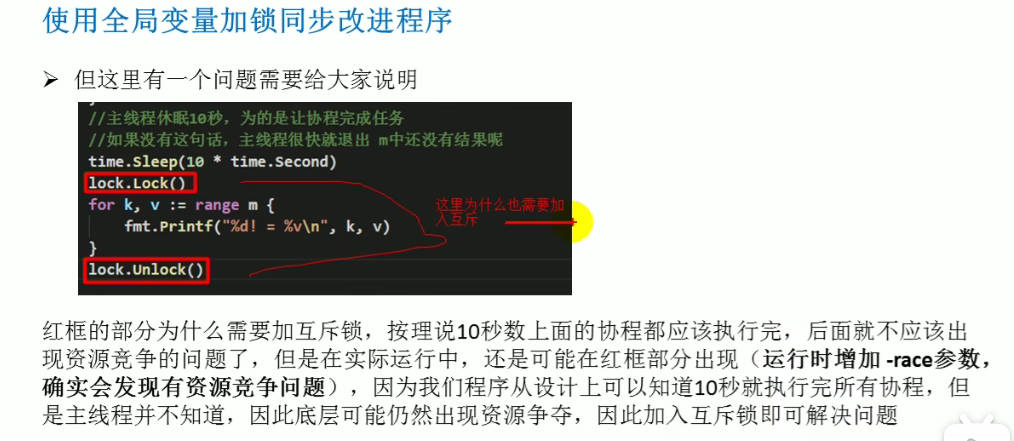 使用全局变量加锁同步改进程序
➢ 但这里有一个问题需要给大家说明
}
//主线程休眠10秒，为的是让协程完成任务
//如果没有这句话，主线程很快就退出 m中还没有结果呢
time.Sleep(10 * time.Second)
lock.Lock()
for k, v := range m {
fmt.Printf("%d! = %v\n", k, v)
}
lock.Unlock()
这里为什么也需要加
入互斥
红框的部分为什么需要加互斥锁，按理说10秒数上面的协程都应该执行完，后面就不应该出
现资源竞争的问题了，但是在实际运行中，还是可能在红框部分出现（运行时增加 -race参数，
确实会发现有资源竞争问题），因为我们程序从设计上可以知道10秒就执行完所有协程，但
是主线程并不知道，因此底层可能仍然出现资源争夺，因此加入互斥锁即可解决问题